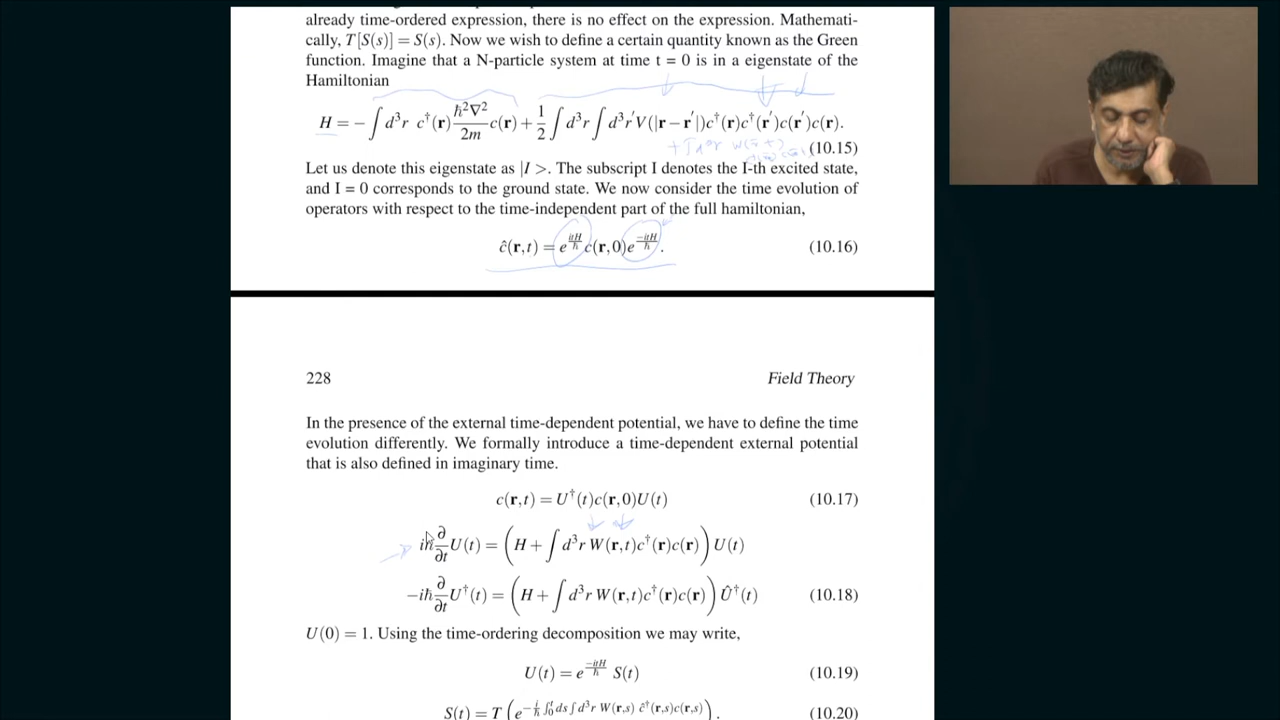 already time-ordered expression, there is no effect on the expression. Mathemati-
cally, T[S(s)] = S(s). Now we wish to define a certain quantity known as the Green
function. Imagine that a N-particle system at time t = 0 is in a eigenstate of the
Hamiltonian
H = − ∫ d³r c†(r) ħ²∇²/2m c(r) + 1/2 ∫ d³r ∫ d³r′ V(|r − r′|)c†(r)c†(r′)c(r′)c(r).
(10.15)
Let us denote this eigenstate as |I >. The subscript I denotes the I-th excited state,
and I = 0 corresponds to the ground state. We now consider the time evolution of
operators with respect to the time-independent part of the full hamiltonian,
ĉ(r,t) = e^{itH/ħ} c(r,0)e^{−itH/ħ}. (10.16)
228 Field Theory
In the presence of the external time-dependent potential, we have to define the time
evolution differently. We formally introduce a time-dependent external potential
that is also defined in imaginary time.
c(r,t) = U†(t)c(r,0)U(t) (10.17)
iħ ∂/∂t U(t) = (H + ∫ d³r W(r,t)c†(r)c(r)) U(t)
−iħ ∂/∂t U†(t) = (H + ∫ d³r W(r,t)c†(r)c(r)) Û†(t) (10.18)
U(0) = 1. Using the time-ordering decomposition we may write,
U(t) = e^{−itH/ħ} S(t) (10.19)
S(t) = T (e^{−i/ħ ∫₀ᵗ ds ∫ d³r W(r,s) ĉ†(r,s)c(r,s)}). (10.20)